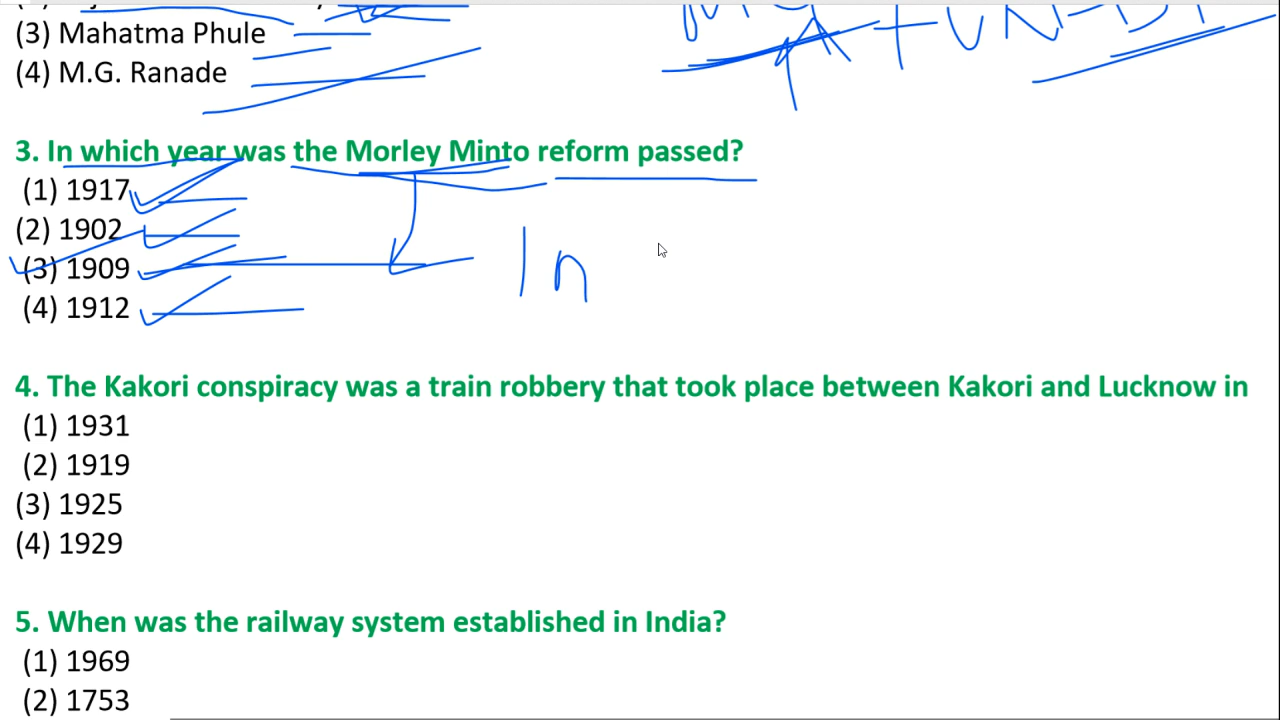 (3) Mahatma Phule
(4) M.G. Ranade
3. In which year was the Morley Minto reform passed?
(1) 1917
(2) 1902
(3) 1909
(4) 1912
In
4. The Kakori conspiracy was a train robbery that took place between Kakori and Lucknow in
(1) 1931
(2) 1919
(3) 1925
(4) 1929
5. When was the railway system established in India?
(1) 1969
(2) 1753